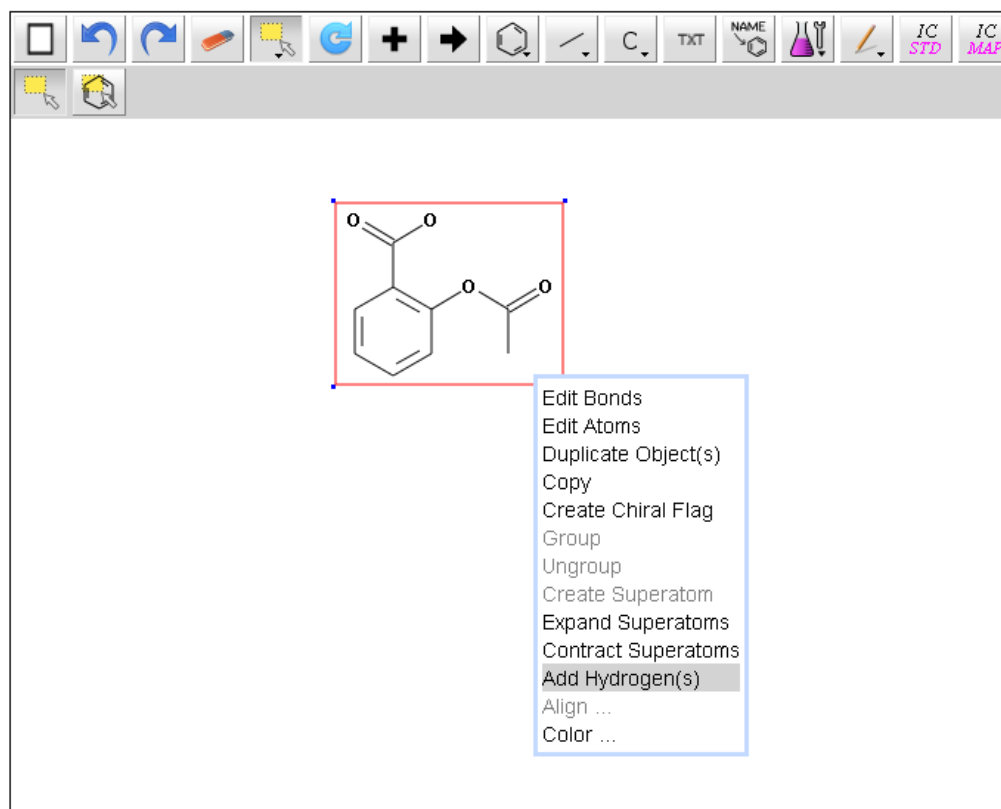 C
TXT
NAME
IC
STD
IC
MAP
O
O
O
O
Edit Bonds
Edit Atoms
Duplicate Object(s)
Copy
Create Chiral Flag
Group
Ungroup
Create Superatom
Expand Superatoms
Contract Superatoms
Add Hydrogen(s)
Align ...
Color ...